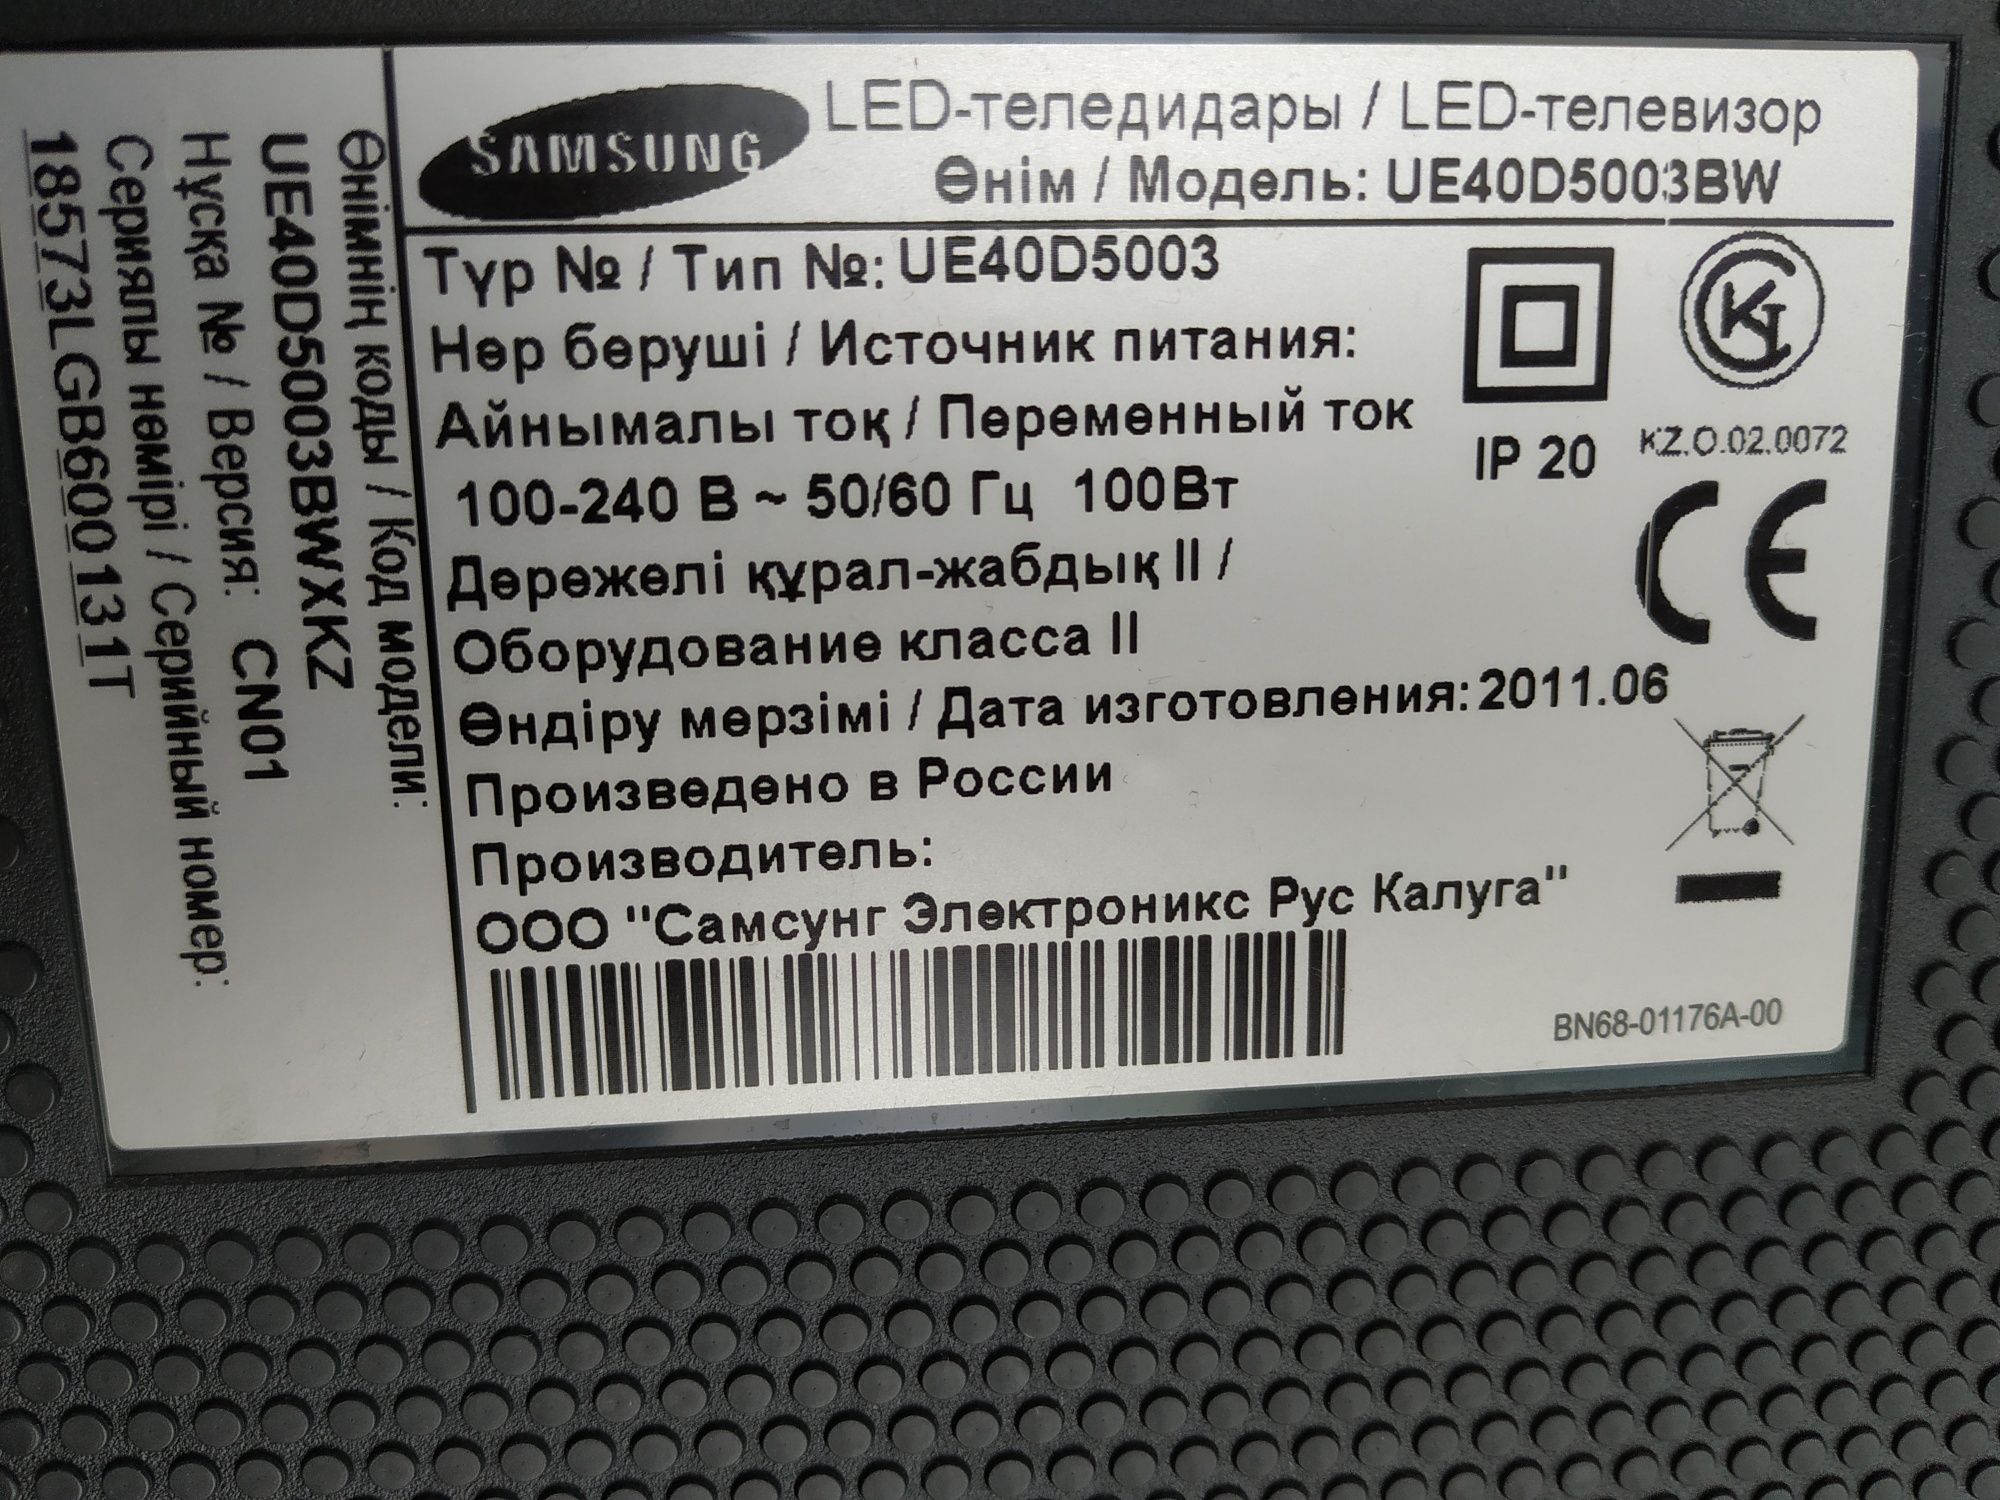 SAMSUNG
LED-теледидары / LED-телевизор
Өнім / Модель: UE40D5003BW
Түр № / Тип №: UE40D5003
Нәр беруші / Источник питания:
Айнымалы ток / Переменный ток
100-240 В ~ 50/60 Гц 100Вт
Дәрежелі құрал-жабдық II /
Оборудование класса II
Өндіру мерзімі / Дата изготовления: 2011.06
Произведено в России
Производитель:
ООО "Самсунг Электроникс Рус Калуга"
IP 20
KZ.O.02.0072
CE
BN68-01176A-00
Өнімнің коды / Код модели:
UE40D5003BWXKZ
Нұсқа № / Версия: CN01
Сериялы нөмірі / Серийный номер:
18573LGB600131T